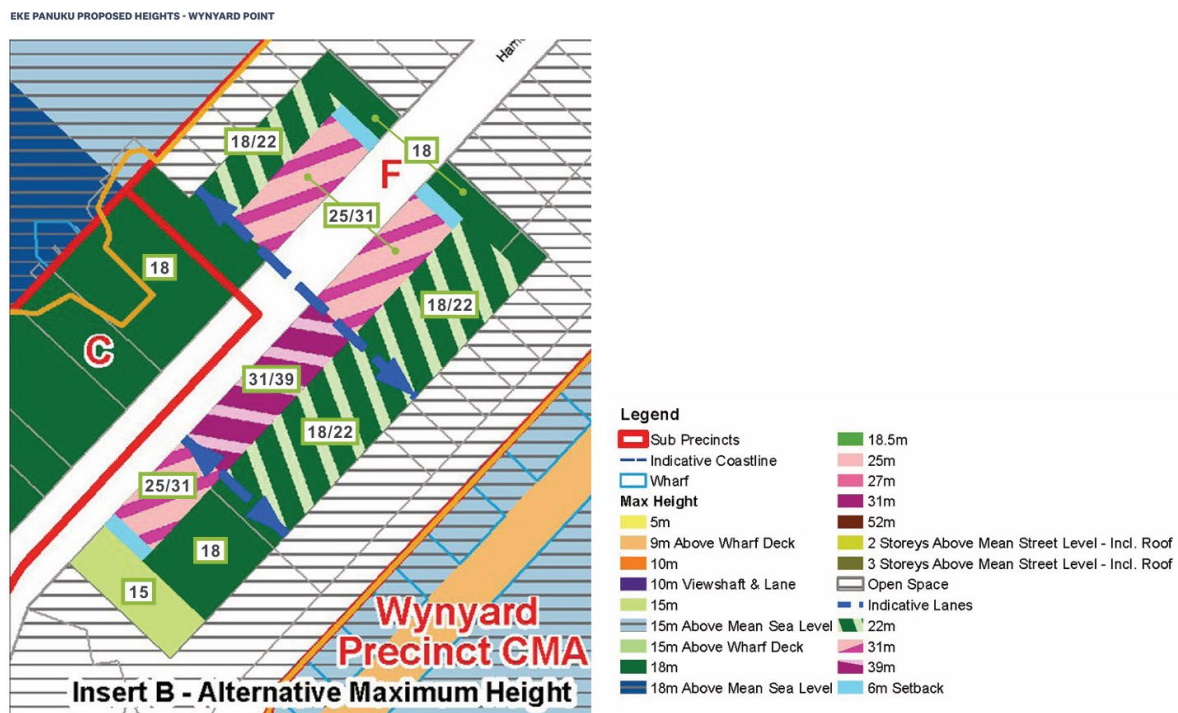 EKE PANUKU PROPOSED HEIGHTS - WYNYARD POINT
18/22
18
F
25/31
18
18/22
C
31/39
18/22
25/31
18
15
Wynyard
Precinct CMA
Insert B - Alternative Maximum Height
Legend
Sub Precincts
Indicative Coastline
Wharf
Max Height
5m
9m Above Wharf Deck
10m
10m Viewshaft & Lane
15m
15m Above Mean Sea Level
15m Above Wharf Deck
18m
18m Above Mean Sea Level
18.5m
25m
27m
31m
52m
2 Storeys Above Mean Street Level - Incl. Roof
3 Storeys Above Mean Street Level - Incl. Roof
Open Space
Indicative Lanes
22m
31m
39m
6m Setback